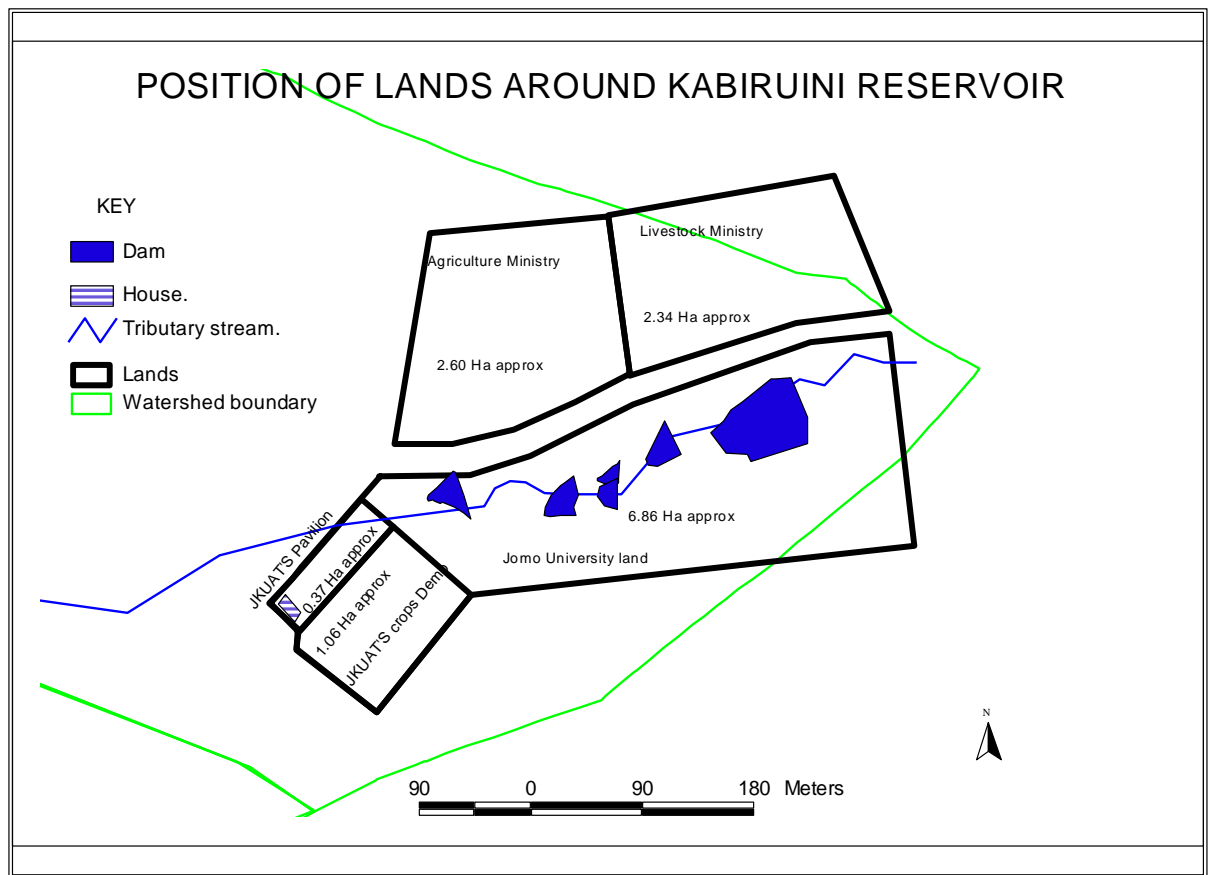 POSITION OF LANDS AROUND KABIRUINI RESERVOIR
KEY
Dam
House.
Tributary stream.
Lands
Watershed boundary
Agriculture Ministry
2.60 Ha approx
Livestock Ministry
2.34 Ha approx
6.86 Ha approx
Jomo University land
JKUAT'S Pavilion
0.37 Ha approx
1.06 Ha approx
JKUAT'S crops Demo
N
90 0 90 180 Meters